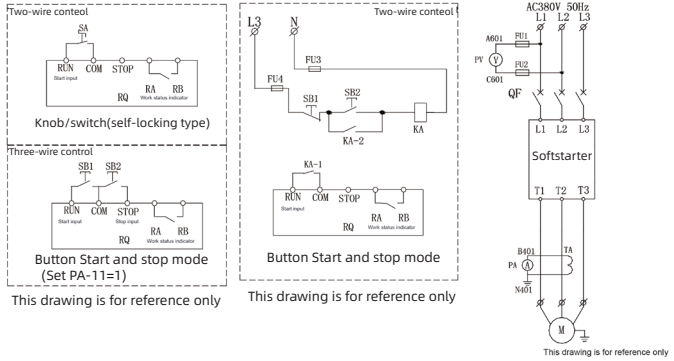 Two-wire conteol
SA
RUN COM STOP
Start input
RA RB
RQ Work status indicator
Knob/switch(self-locking type)
Three-wire control
SB1 SB2
RUN COM STOP
Start input Stop input
RA RB
RQ Work status indicator
Button Start and stop mode
(Set PA-11=1)
This drawing is for reference only
Two-wire conteol
L3 N
FU3
FU4
SB1 SB2
KA
KA-2
KA-1
RUN COM STOP
Start input
RA RB
RQ Work status indicator
Button Start and stop mode
This drawing is for reference only
AC380V 50Hz
L1 L2 L3
A601 FU1
PV V
FU2
C601
QF
L1 L2 L3
Softstarter
T1 T2 T3
B401 TA
PA A
N401
M
This drawing is for reference only